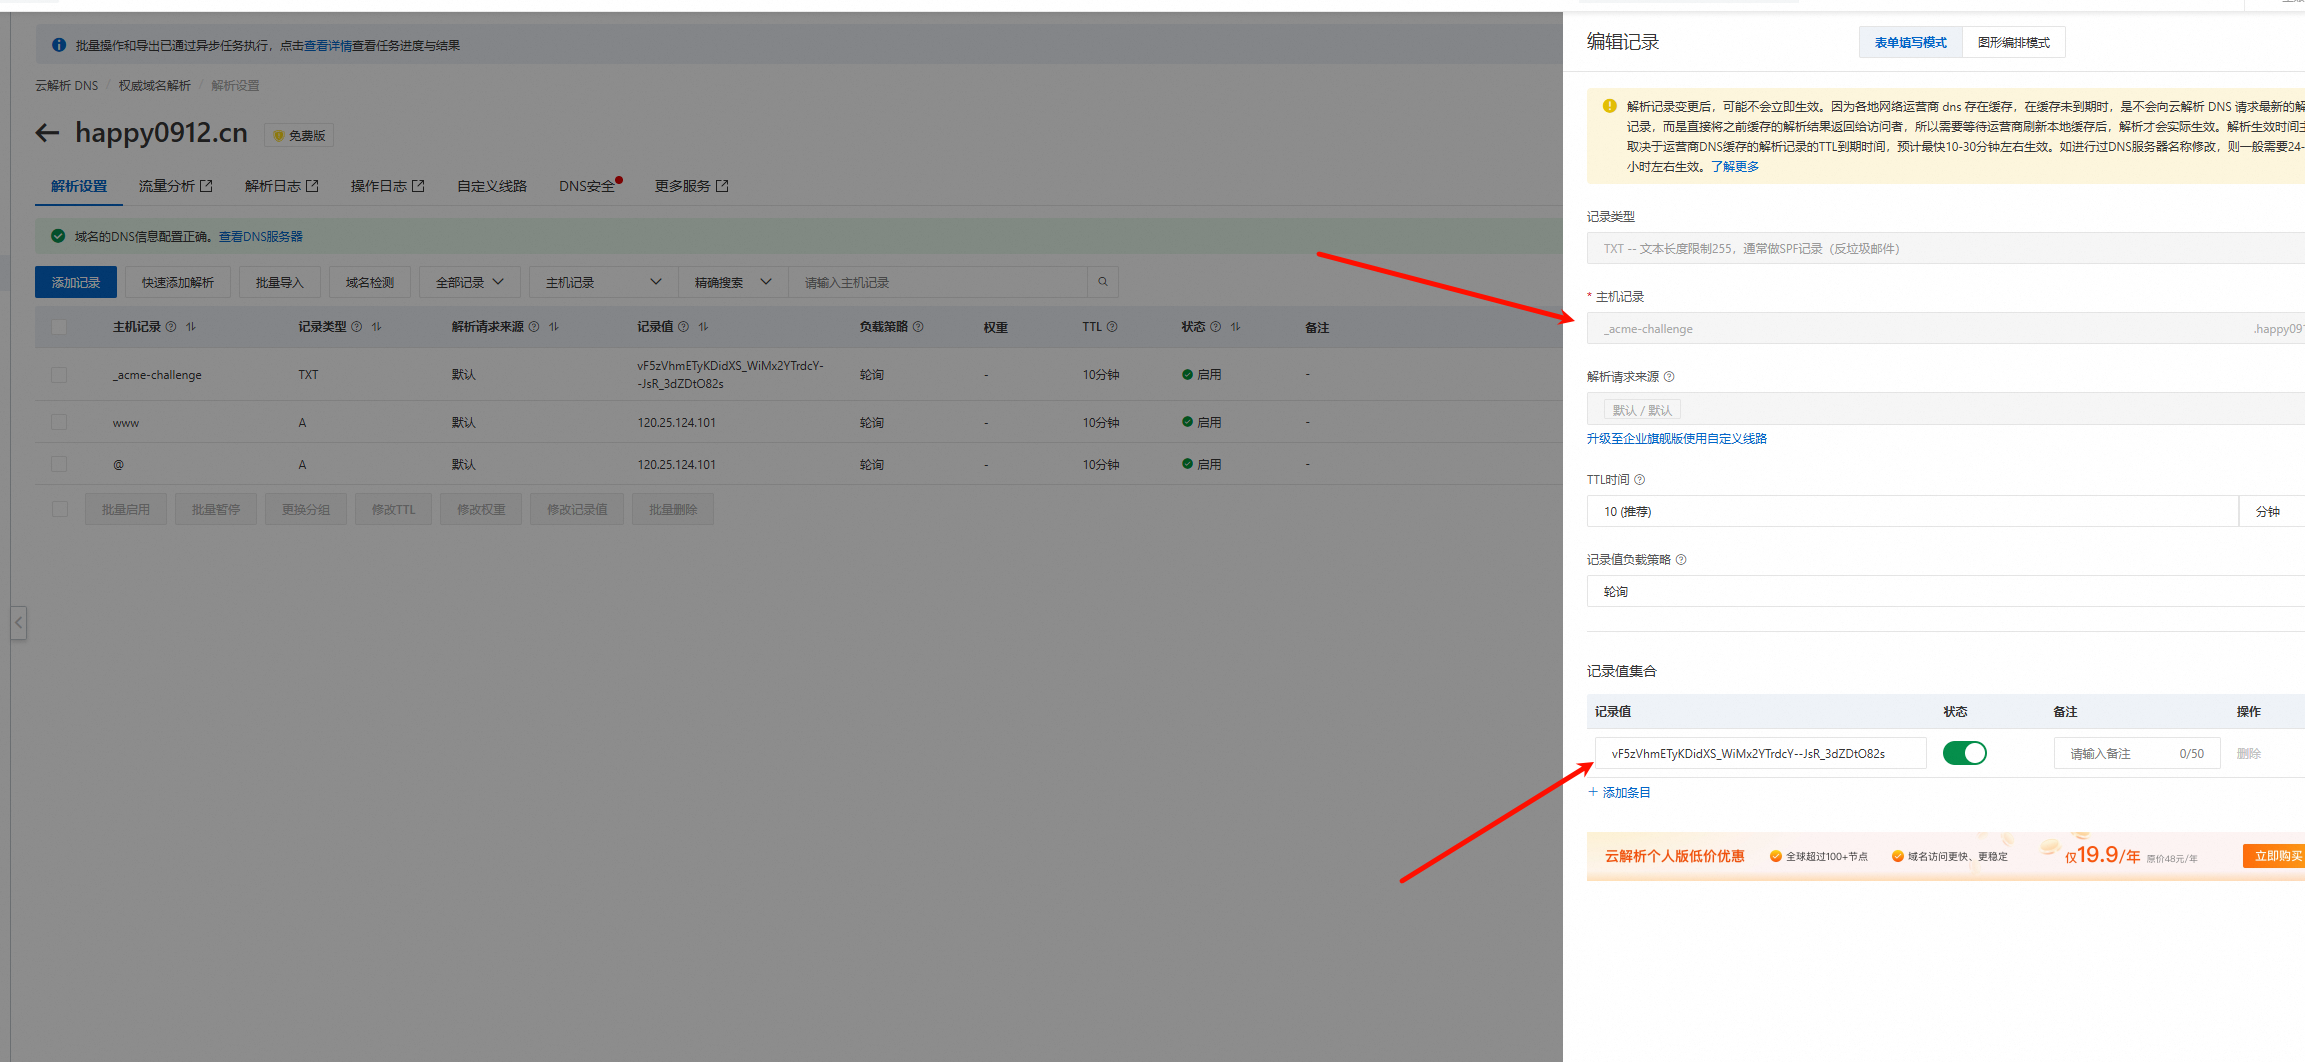 批量操作和导出已通过异步任务执行，点击查看详情查看任务进度与结果
云解析 DNS / 权威域名解析 / 解析设置
happy0912.cn 免费版
解析设置 流量分析 解析日志 操作日志 自定义线路 DNS安全 更多服务
域名的DNS信息配置正确。查看DNS服务器
添加记录 快速添加解析 批量导入 域名检测 全部记录 主机记录 精确搜索 请输入主机记录
主机记录 记录类型 解析请求来源 记录值 负载策略 权重 TTL 状态 备注
_acme-challenge TXT 默认 vF5zVhmETyKDidXS_WiMx2YTrdcY- 轮询 - 10分钟 启用 -
-JsR_3dZDtO82s
www A 默认 120.25.124.101 轮询 - 10分钟 启用 -
@ A 默认 120.25.124.101 轮询 - 10分钟 启用 -
批量启用 批量暂停 更换分组 修改TTL 修改权重 修改记录值 批量删除
编辑记录 表单填写模式 图形编排模式
解析记录变更后，可能不会立即生效。因为各地网络运营商 dns 存在缓存，在缓存未到期时，是不会向云解析 DNS 请求最新的解
记录，而是直接将之前缓存的解析结果返回给访问者，所以需要等待运营商刷新本地缓存后，解析才会实际生效。解析生效时间主
取决于运营商DNS缓存的解析记录的TTL到期时间，预计最快10-30分钟左右生效。如进行过DNS服务器名称修改，则一般需要24-
小时左右生效。了解更多
记录类型
TXT -- 文本长度限制255，通常做SPF记录（反垃圾邮件）
* 主机记录
_acme-challenge .happy091
解析请求来源
默认 / 默认
升级至企业旗舰版使用自定义线路
TTL时间
10 (推荐) 分钟
记录值负载策略
轮询
记录值集合
记录值 状态 备注 操作
vF5zVhmETyKDidXS_WiMx2YTrdcY--JsR_3dZDtO82s 请输入备注 0/50 删除
+ 添加条目
云解析个人版低价优惠 全球超过100+节点 域名访问更快、更稳定 仅19.9/年 原价48元/年 立即购买